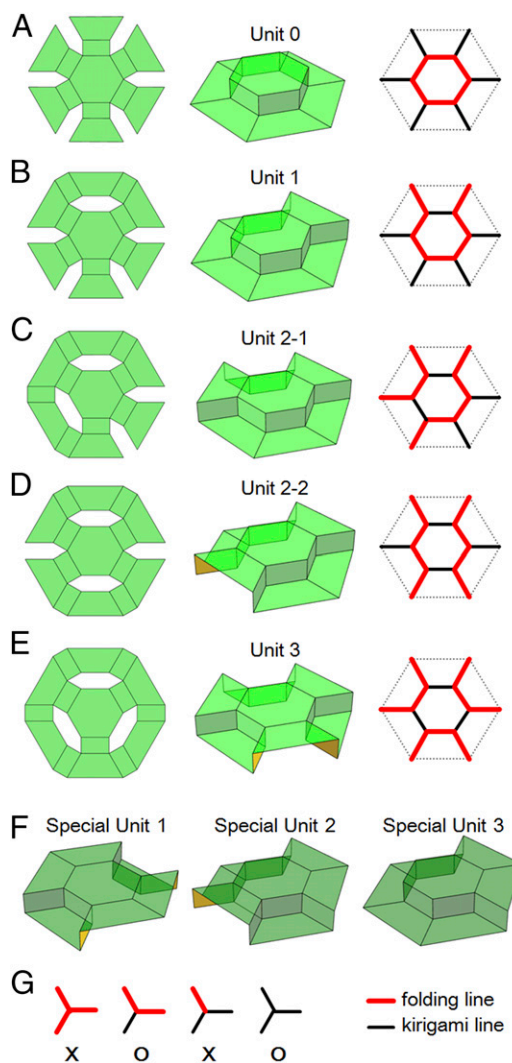 A
Unit 0
B
Unit 1
C
Unit 2-1
D
Unit 2-2
E
Unit 3
F
Special Unit 1 Special Unit 2 Special Unit 3
G
folding line
kirigami line
X O X O